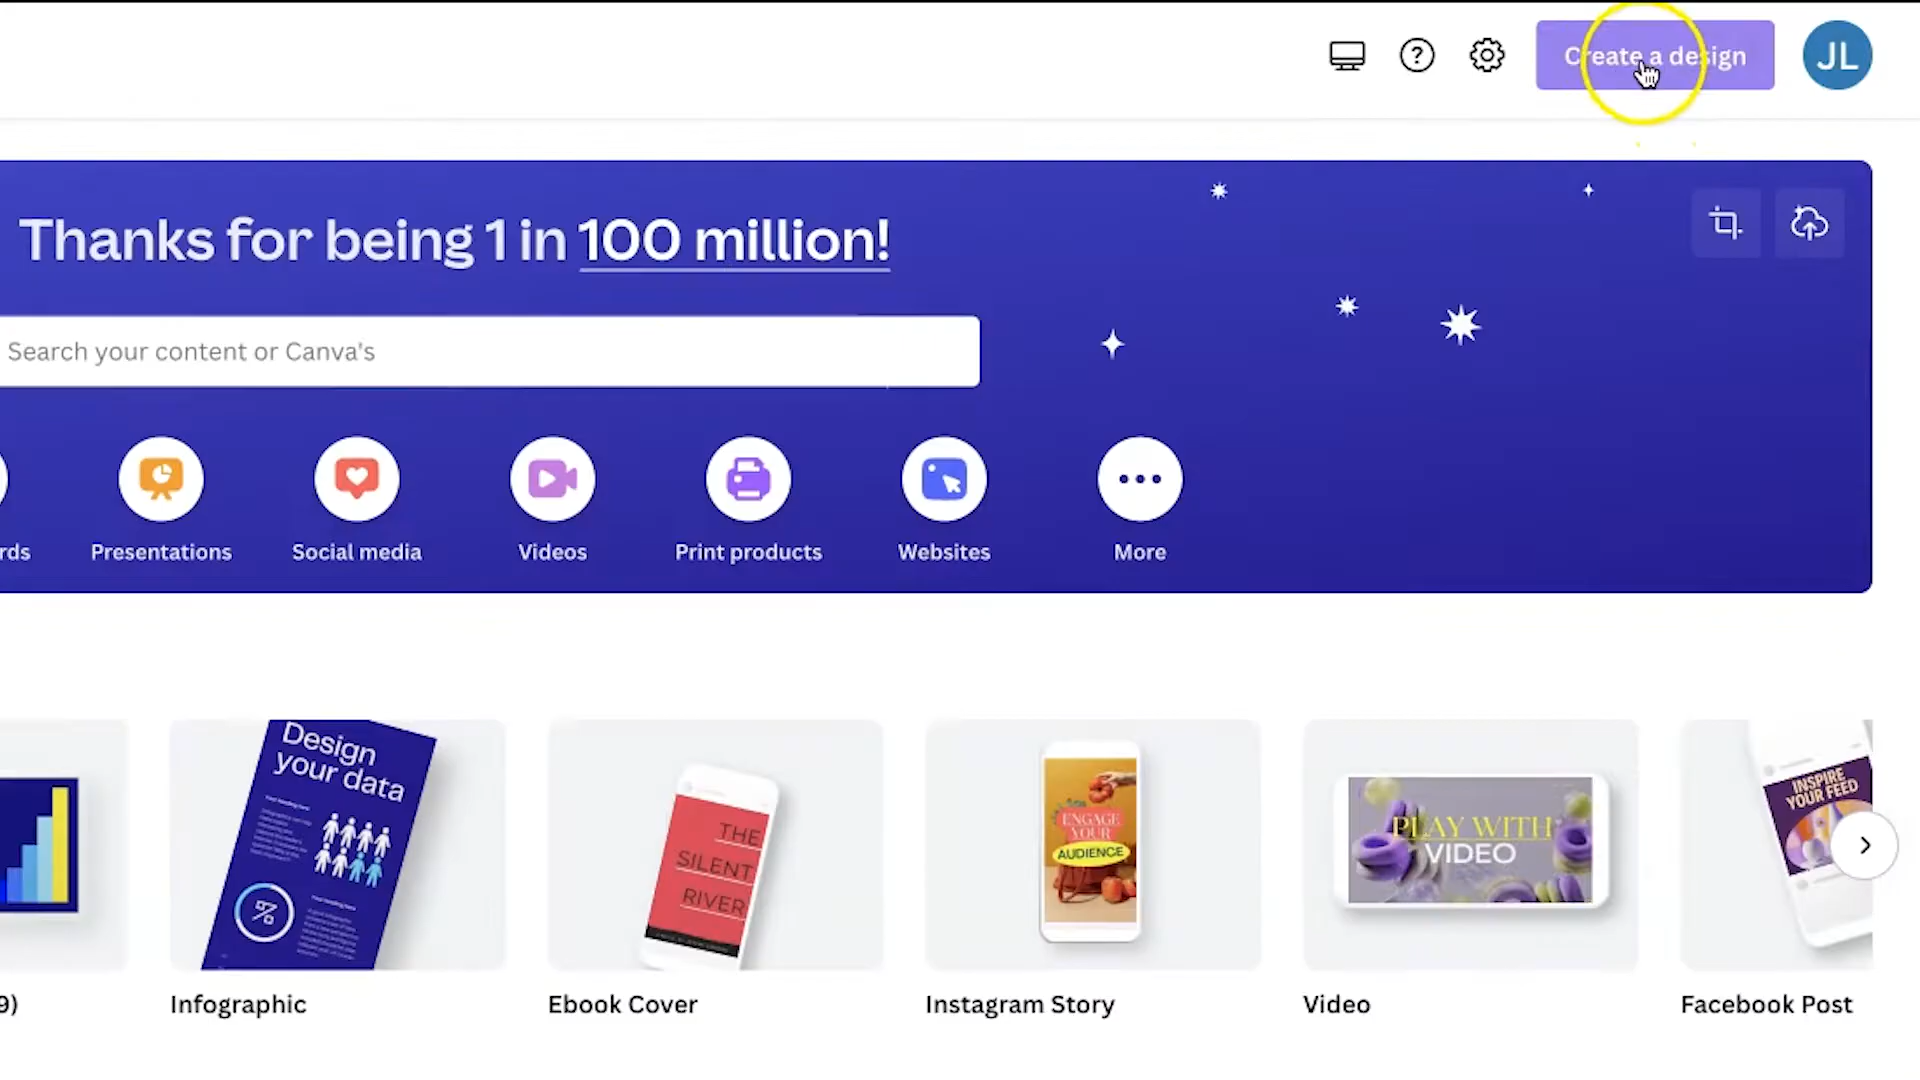 Create a design
JL
Thanks for being 1 in 100 million!
Search your content or Canva's
rds
Presentations
Social media
Videos
Print products
Websites
More
Design
your data
THE
SILENT
RIVER
ENGAGE
YOUR
AUDIENCE
PLAY WITH
VIDEO
INSPIRE
YOUR FEED
9)
Infographic
Ebook Cover
Instagram Story
Video
Facebook Post